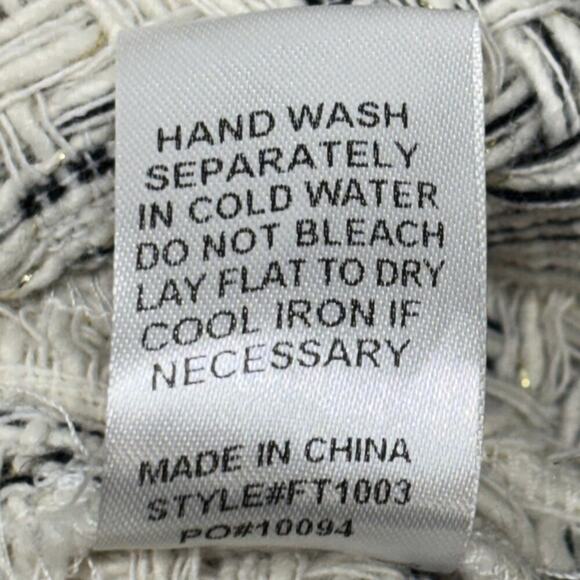 HAND WASH
SEPARATELY
IN COLD WATER
DO NOT BLEACH
LAY FLAT TO DRY
COOL IRON IF
NECESSARY
MADE IN CHINA
STYLE#FT1003
PO#10094